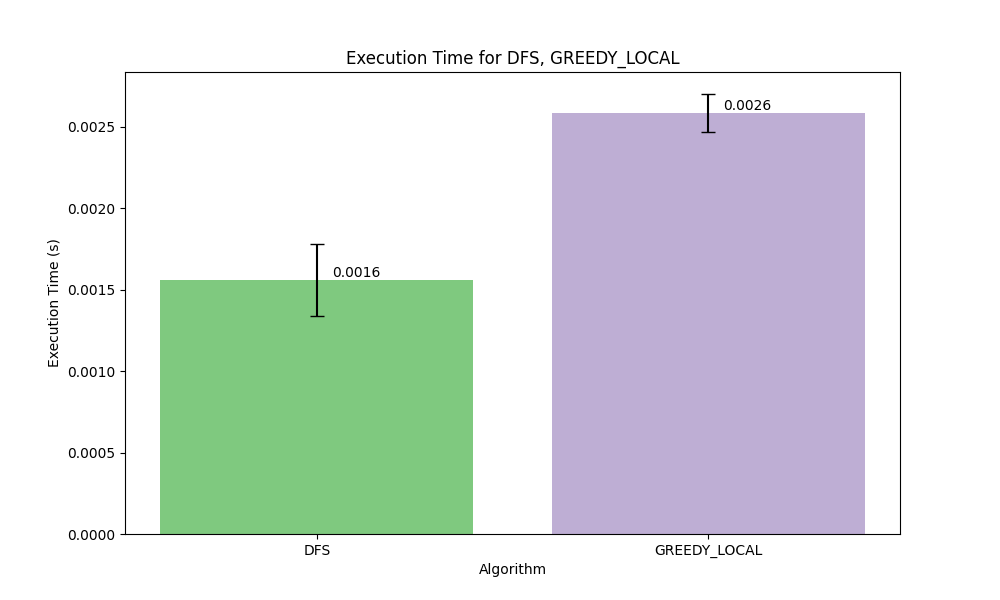 Execution Time for DFS, GREEDY_LOCAL
0.0026
0.0025
0.0020
0.0016
0.0015
0.0010
0.0005
0.0000
Execution Time (s)
DFS
GREEDY_LOCAL
Algorithm